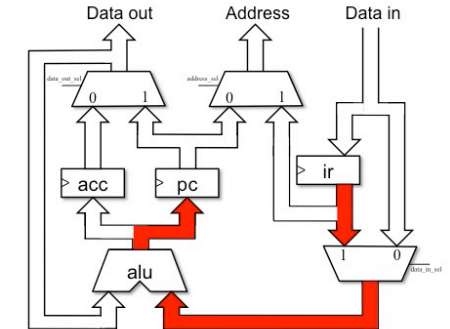 Data out
Address
Data in
data_out_sel
0 1
address_sel
0 1
acc
pc
ir
alu
1 0
data_in_sel